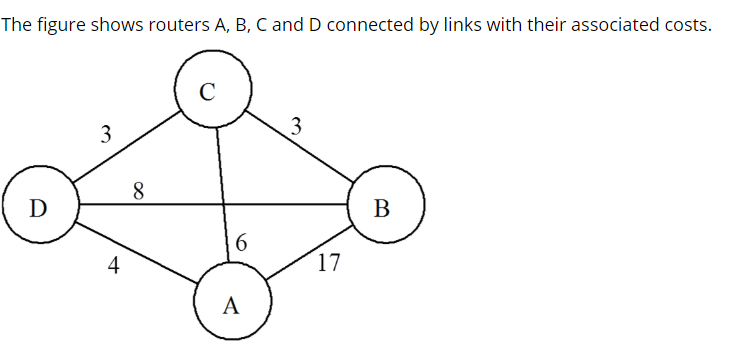 The figure shows routers A, B, C and D connected by links with their associated costs.
C
3
3
8
D
B
6
4
17
A